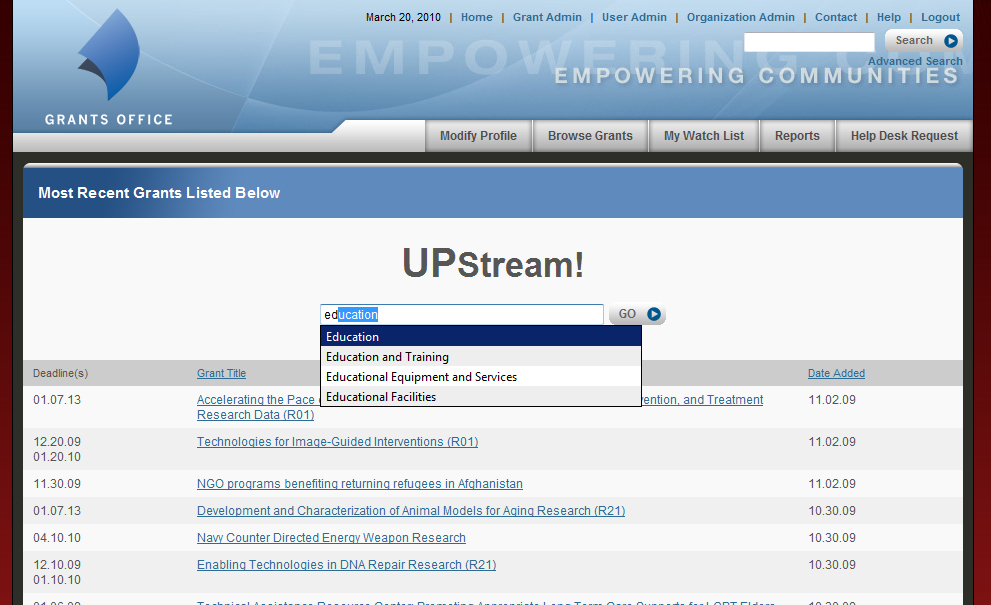 March 20, 2010 | Home | Grant Admin | User Admin | Organization Admin | Contact | Help | Logout
EMPOWERING CO
Search
Advanced Search
EMPOWERING COMMUNITIES
GRANTS OFFICE
Modify Profile Browse Grants My Watch List Reports Help Desk Request
Most Recent Grants Listed Below
UPStream!
education GO
Education
Education and Training
Educational Equipment and Services
Educational Facilities
Deadline(s) Grant Title Date Added
01.07.13 Accelerating the Pace and Treatment 11.02.09
Research Data (R01)
12.20.09 Technologies for Image-Guided Interventions (R01) 11.02.09
01.20.10
11.30.09 NGO programs benefiting returning refugees in Afghanistan 11.02.09
01.07.13 Development and Characterization of Animal Models for Aging Research (R21) 10.30.09
04.10.10 Navy Counter Directed Energy Weapon Research 10.30.09
12.10.09 Enabling Technologies in DNA Repair Research (R21) 10.30.09
01.10.10